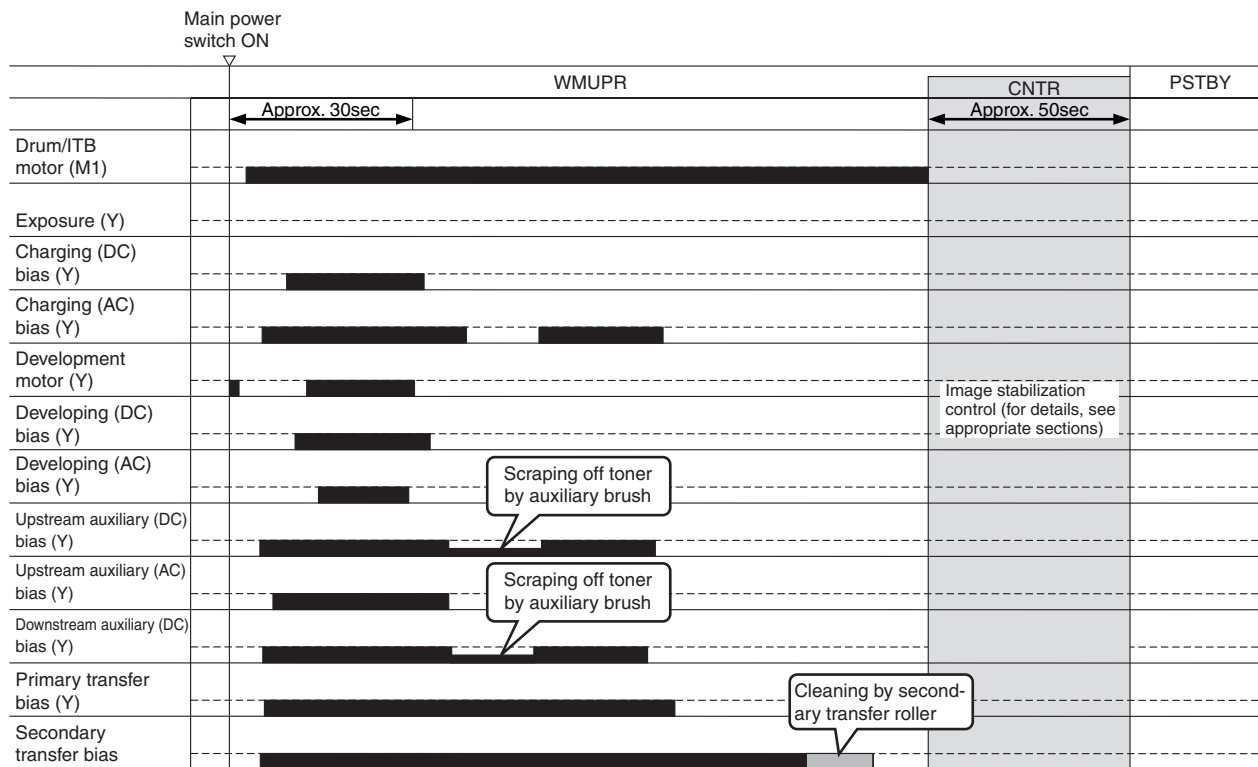 Main power
switch ON
WMUPR
CNTR
PSTBY
Approx. 30sec
Approx. 50sec
Drum/ITB
motor (M1)
Exposure (Y)
Charging (DC)
bias (Y)
Charging (AC)
bias (Y)
Development
motor (Y)
Image stabilization
control (for details, see
appropriate sections)
Developing (DC)
bias (Y)
Developing (AC)
bias (Y)
Scraping off toner
by auxiliary brush
Upstream auxiliary (DC)
bias (Y)
Upstream auxiliary (AC)
bias (Y)
Scraping off toner
by auxiliary brush
Downstream auxiliary (DC)
bias (Y)
Primary transfer
bias (Y)
Cleaning by second-
ary transfer roller
Secondary
transfer bias